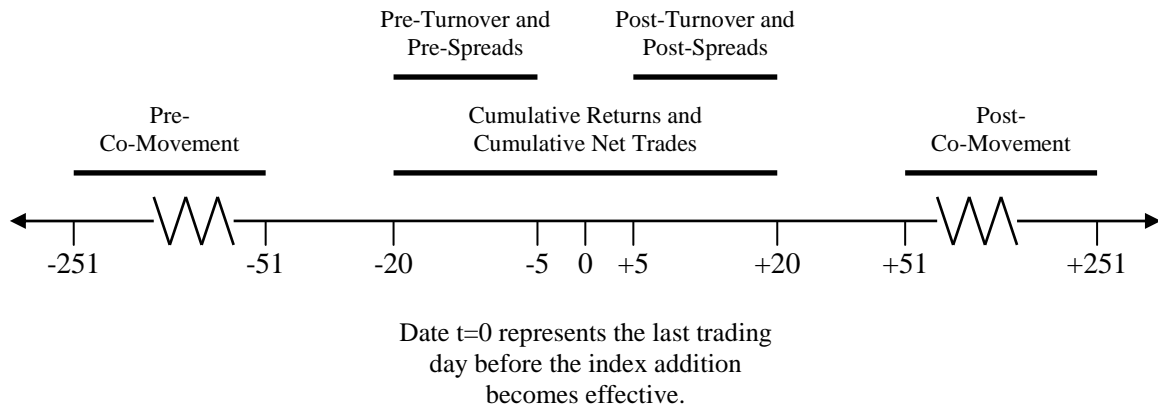 Pre-Turnover and
Pre-Spreads
Post-Turnover and
Post-Spreads
Pre-
Co-Movement
Cumulative Returns and
Cumulative Net Trades
Post-
Co-Movement
-251
-51
-20
-5
0
+5
+20
+51
+251
Date t=0 represents the last trading
day before the index addition
becomes effective.